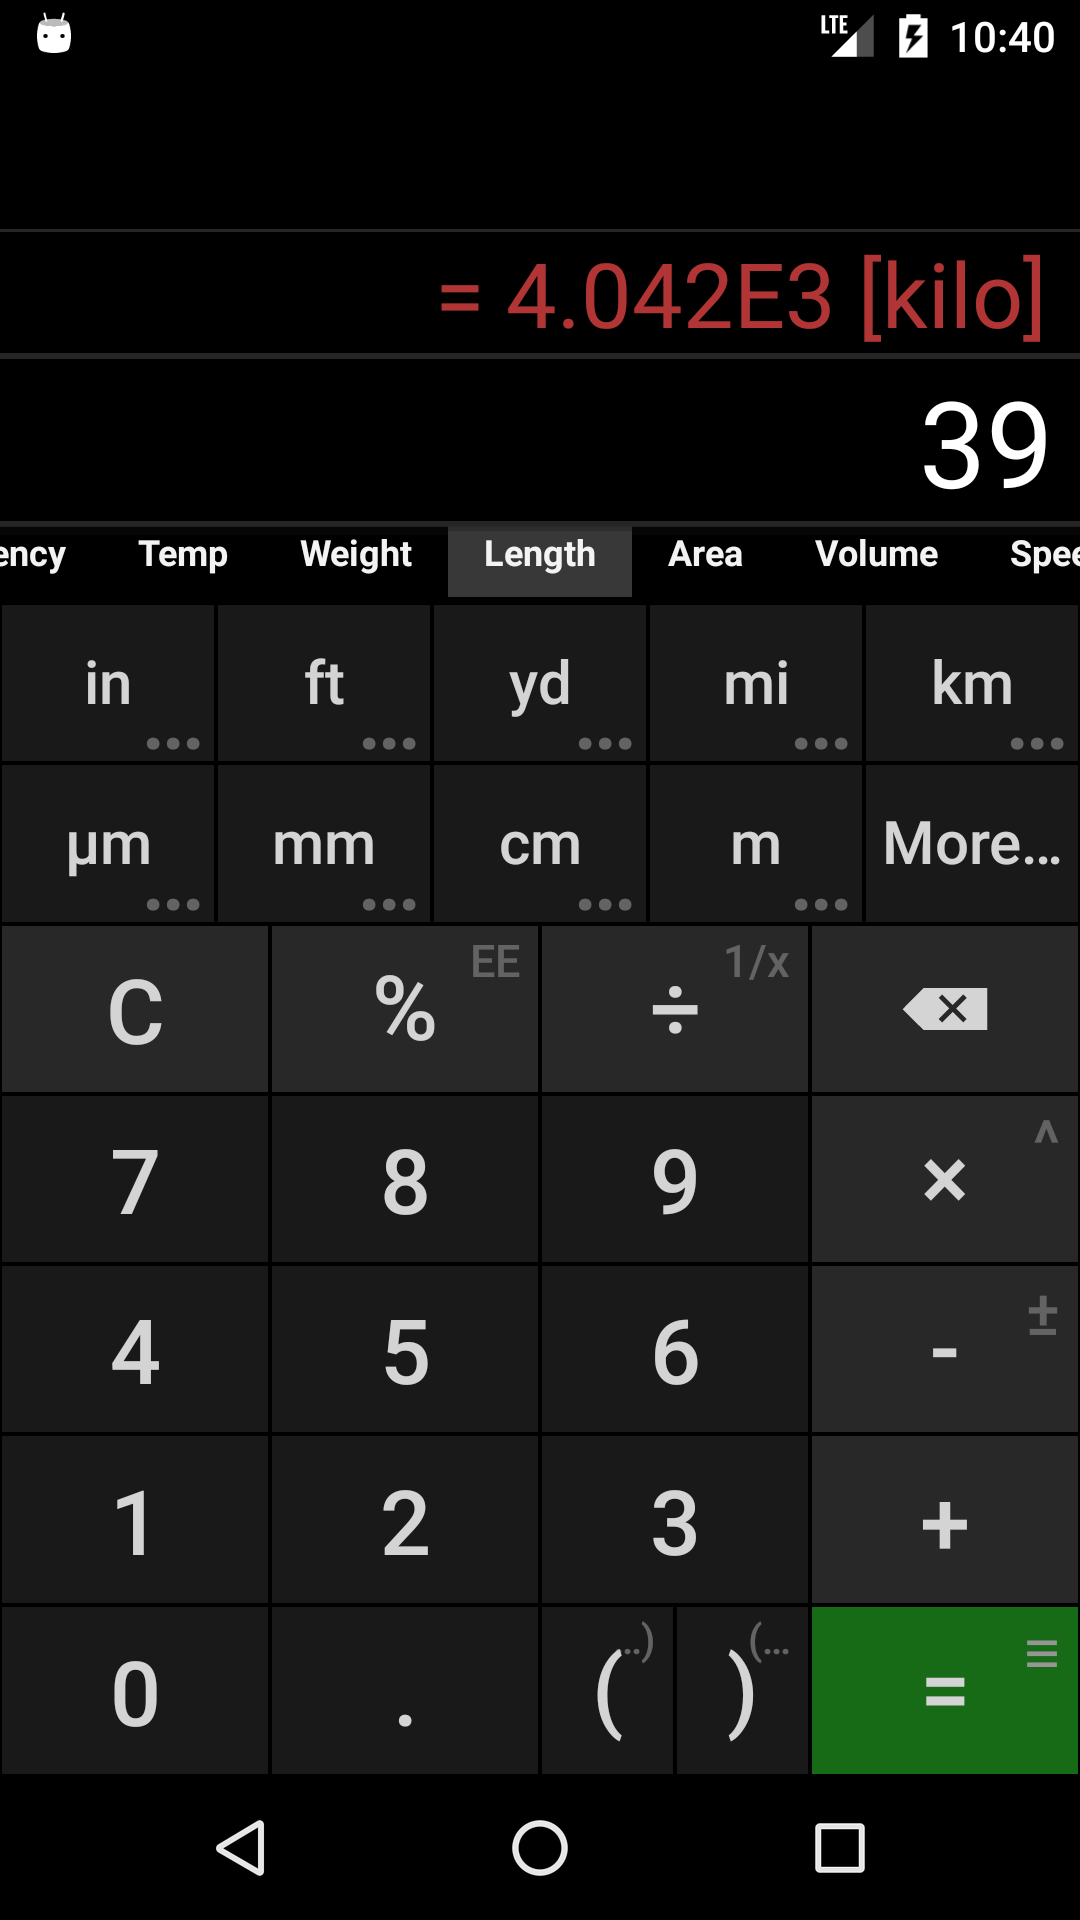 LTE 10:40
= 4.042E3 [kilo]
39
ency Temp Weight Length Area Volume Spee
in ft yd mi km
µm mm cm m More...
C % EE ÷ 1/x
7 8 9 × ^
4 5 6 - ±
1 2 3 +
0 . ( ..) ) (... =